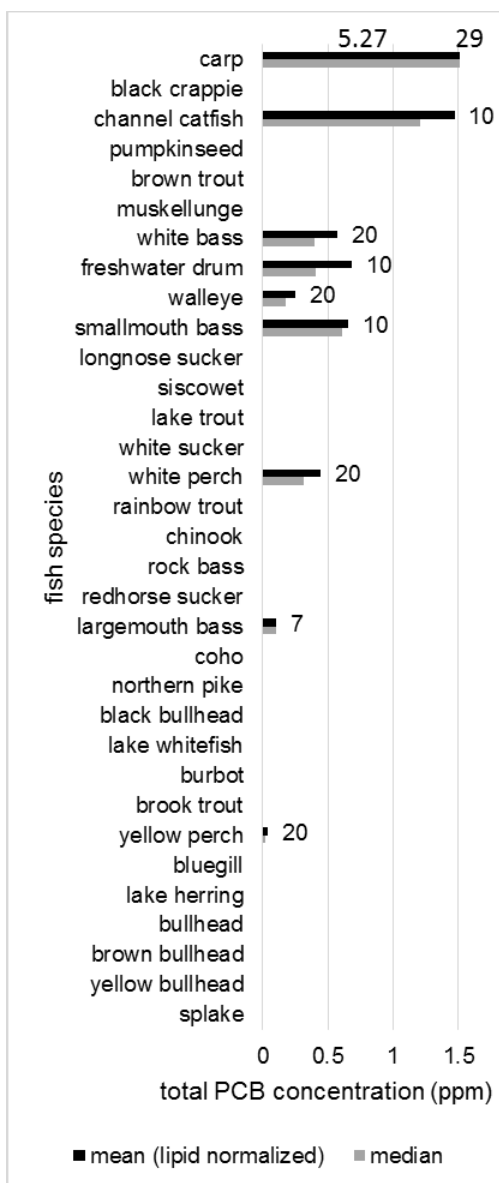 5.27 29
carp
black crappie
channel catfish 10
pumpkinseed
brown trout
muskellunge
white bass 20
freshwater drum 10
walleye 20
smallmouth bass 10
longnose sucker
siscowet
lake trout
white sucker
white perch 20
rainbow trout
chinook
rock bass
redhorse sucker
largemouth bass 7
coho
northern pike
black bullhead
lake whitefish
burbot
brook trout
yellow perch 20
bluegill
lake herring
bullhead
brown bullhead
yellow bullhead
splake
fish species
0 0.5 1 1.5
total PCB concentration (ppm)
mean (lipid normalized) median